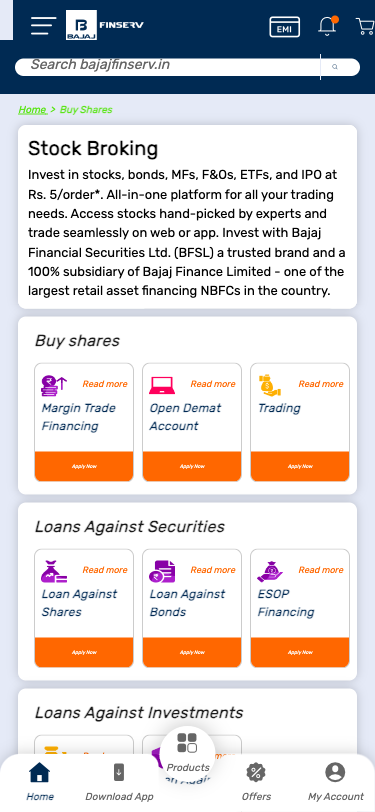 BAJAJ FINSERV
EMI
Search bajajfinserv.in
Home > Buy Shares
Stock Broking
Invest in stocks, bonds, MFs, F&Os, ETFs, and IPO at
Rs. 5/order*. All-in-one platform for all your trading
needs. Access stocks hand-picked by experts and
trade seamlessly on web or app. Invest with Bajaj
Financial Securities Ltd. (BFSL) a trusted brand and a
100% subsidiary of Bajaj Finance Limited - one of the
largest retail asset financing NBFCs in the country.
Buy shares
Read more Read more Read more
Margin Trade Financing
Open Demat Account
Trading
Apply Now Apply Now Apply Now
Loans Against Securities
Read more Read more Read more
Loan Against Shares
Loan Against Bonds
ESOP Financing
Apply Now Apply Now Apply Now
Loans Against Investments
Products
Home Download App Offers My Account